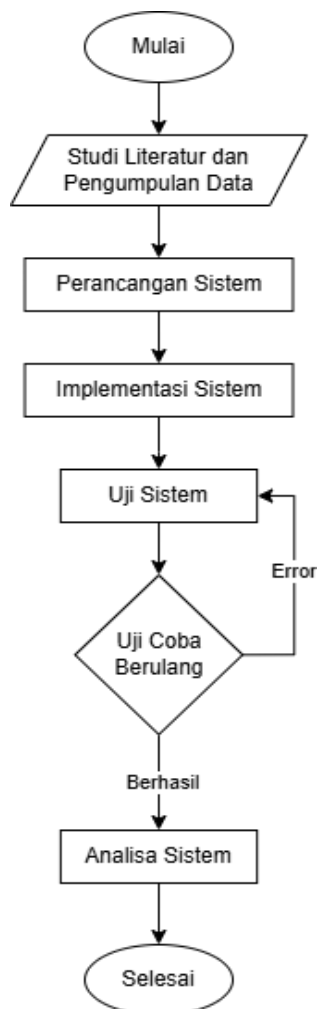 Mulai
Studi Literatur dan
Pengumpulan Data
Perancangan Sistem
Implementasi Sistem
Uji Sistem
Error
Uji Coba
Berulang
Berhasil
Analisa Sistem
Selesai